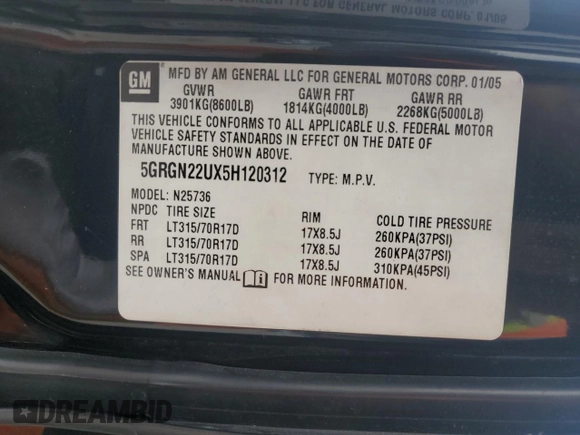 GM
MFD BY AM GENERAL LLC FOR GENERAL MOTORS CORP. 01/05
GVWR GAWR FRT GAWR RR
3901KG(8600LB) 1814KG(4000LB) 2268KG(5000LB)
THIS VEHICLE CONFORMS TO ALL APPLICABLE U.S. FEDERAL MOTOR
VEHICLE SAFETY STANDARDS IN EFFECT ON THE DATE OF
MANUFACTURE SHOWN ABOVE.
5GRGN22UX5H120312 TYPE: M.P.V.
MODEL: N25736
NPDC TIRE SIZE RIM COLD TIRE PRESSURE
FRT LT315/70R17D 17X8.5J 260KPA(37PSI)
RR LT315/70R17D 17X8.5J 260KPA(37PSI)
SPA LT315/70R17D 17X8.5J 310KPA(45PSI)
SEE OWNER'S MANUAL FOR MORE INFORMATION.
DREAMBID